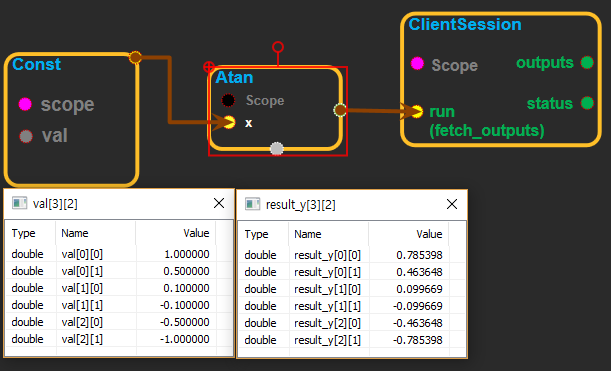 Const
scope
val
Atan
Scope
x
ClientSession
Scope
outputs
status
run
(fetch_outputs)
val[3][2]
Type Name Value
double val[0][0] 1.000000
double val[0][1] 0.500000
double val[1][0] 0.100000
double val[1][1] -0.100000
double val[2][0] -0.500000
double val[2][1] -1.000000
result_y[3][2]
Type Name Value
double result_y[0][0] 0.785398
double result_y[0][1] 0.463648
double result_y[1][0] 0.099669
double result_y[1][1] -0.099669
double result_y[2][0] -0.463648
double result_y[2][1] -0.785398